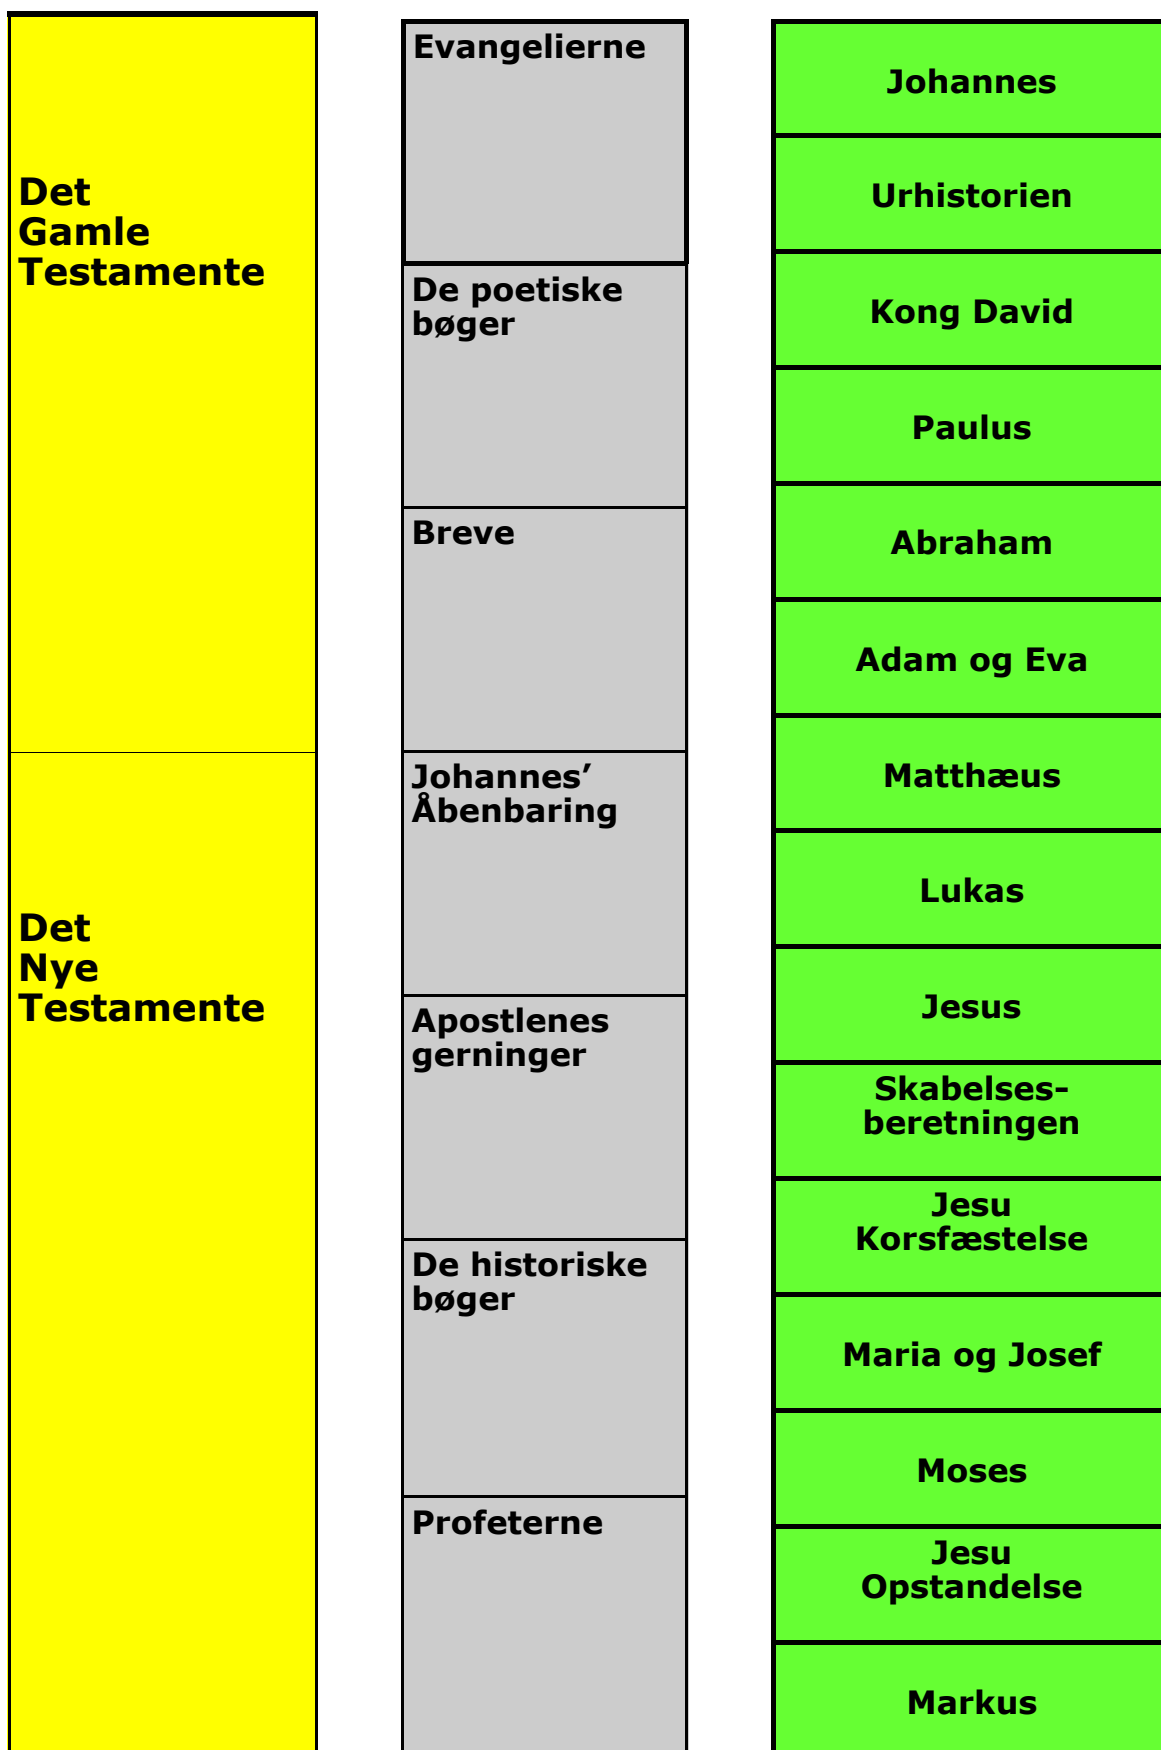 Det
Gamle
Testamente
Det
Nye
Testamente
Evangelierne
De poetiske
bøger
Breve
Johannes’
Åbenbaring
Apostlenes
gerninger
De historiske
bøger
Profeterne
Johannes
Urhistorien
Kong David
Paulus
Abraham
Adam og Eva
Matthæus
Lukas
Jesus
Skabelses-
beretningen
Jesu
Korsfæstelse
Maria og Josef
Moses
Jesu
Opstandelse
Markus